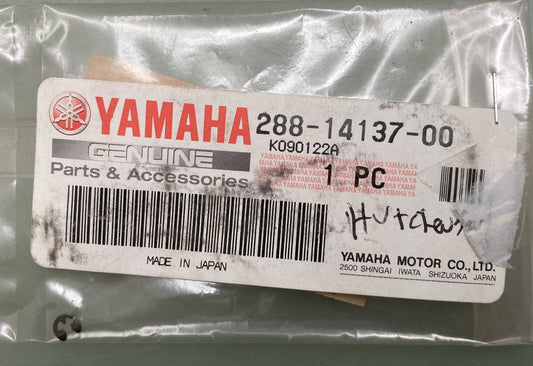 YAMAHA 288-14137-00
K090122A
GENUINE
Parts & Accessories
1 PC
MADE IN JAPAN
YAMAHA MOTOR CO., LTD.
2500 SHINGAI IWATA SHIZUOKA JAPAN